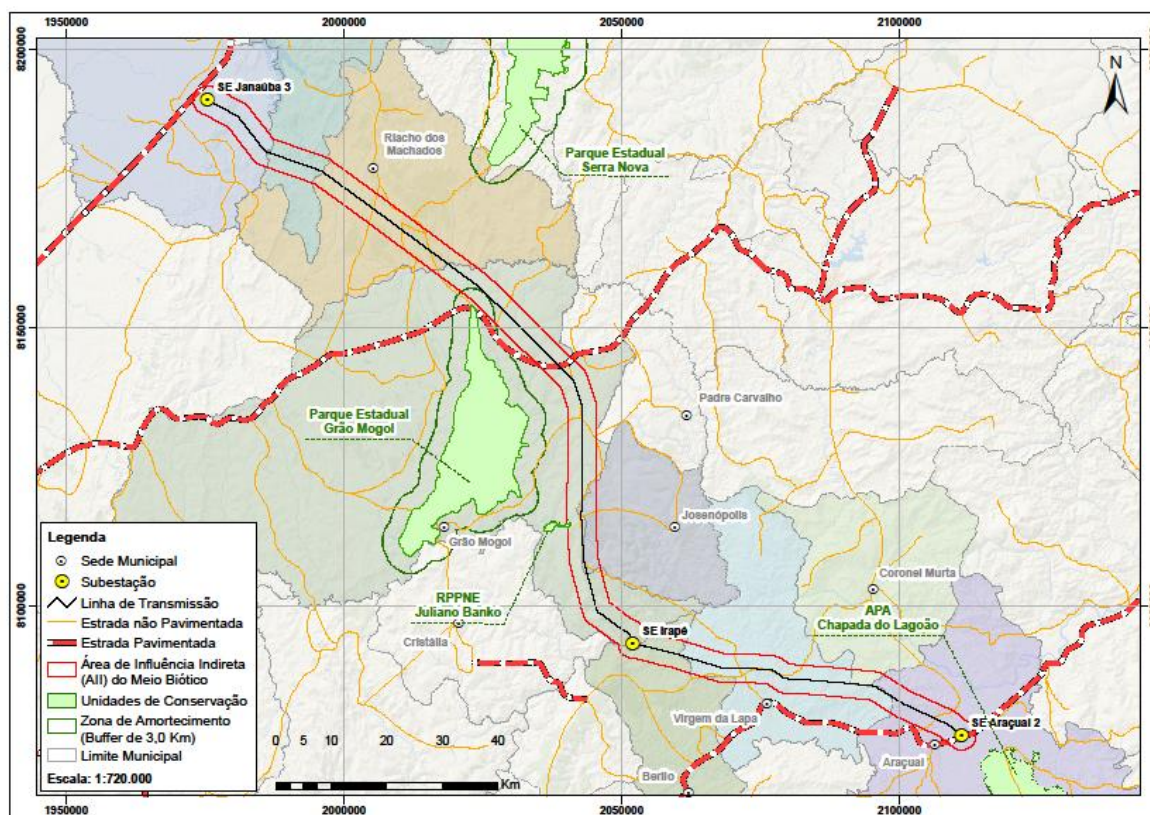 1950000
2000000
2050000
2100000
8200000
N
SE Janaúba 3
Riacho dos
Machados
Parque Estadual
Serra Nova
8150000
Parque Estadual
Grão Mogol
Padre Carvalho
Josenópolis
Grão Mogol
Coronel Murta
RPPNE
Juliano Banko
APA
Chapada do Lagoão
8100000
Cristália
SE Irapé
Virgem da Lapa
SE Araçuaí 2
Araçuaí
Berilo
Legenda
Sede Municipal
Subestação
Linha de Transmissão
Estrada não Pavimentada
Estrada Pavimentada
Área de Influência Indireta
(AII) do Meio Biótico
Unidades de Conservação
Zona de Amortecimento
(Buffer de 3,0 Km)
Limite Municipal
Escala: 1:720.000
0 5 10 20 30 40
Km
1950000
2000000
2050000
2100000